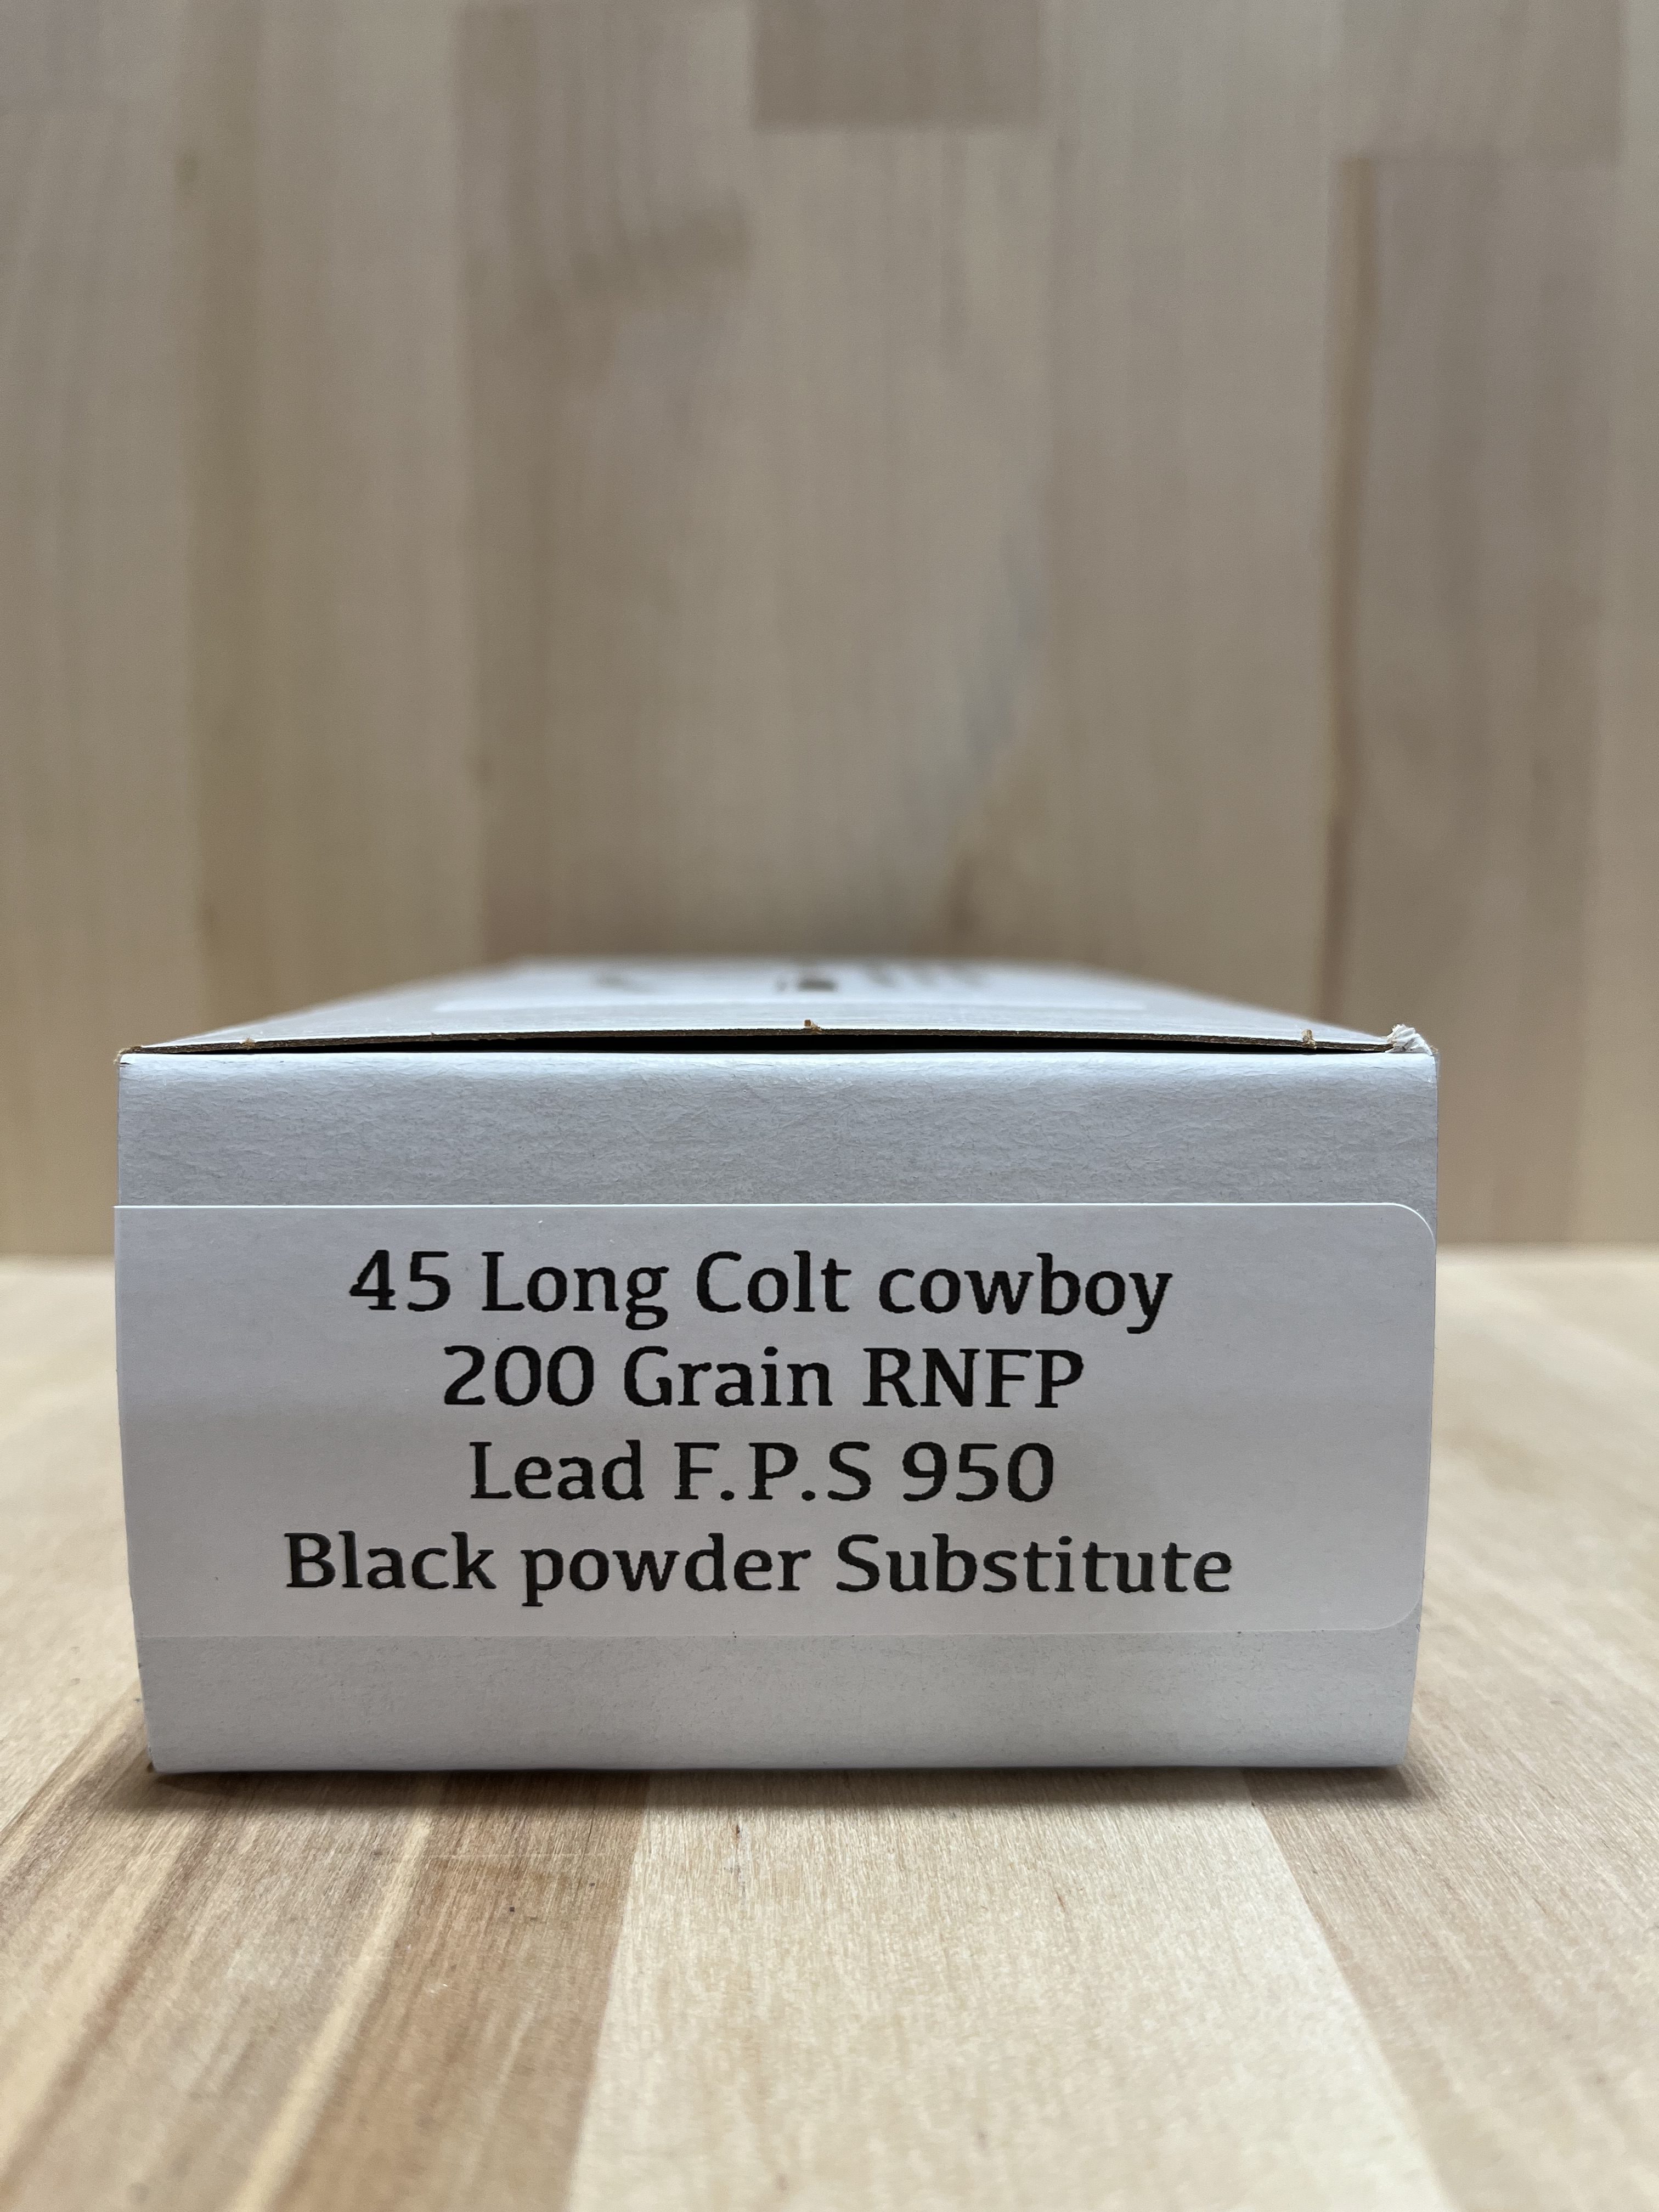 45 Long Colt cowboy
200 Grain RNFP
Lead F.P.S 950
Black powder Substitute